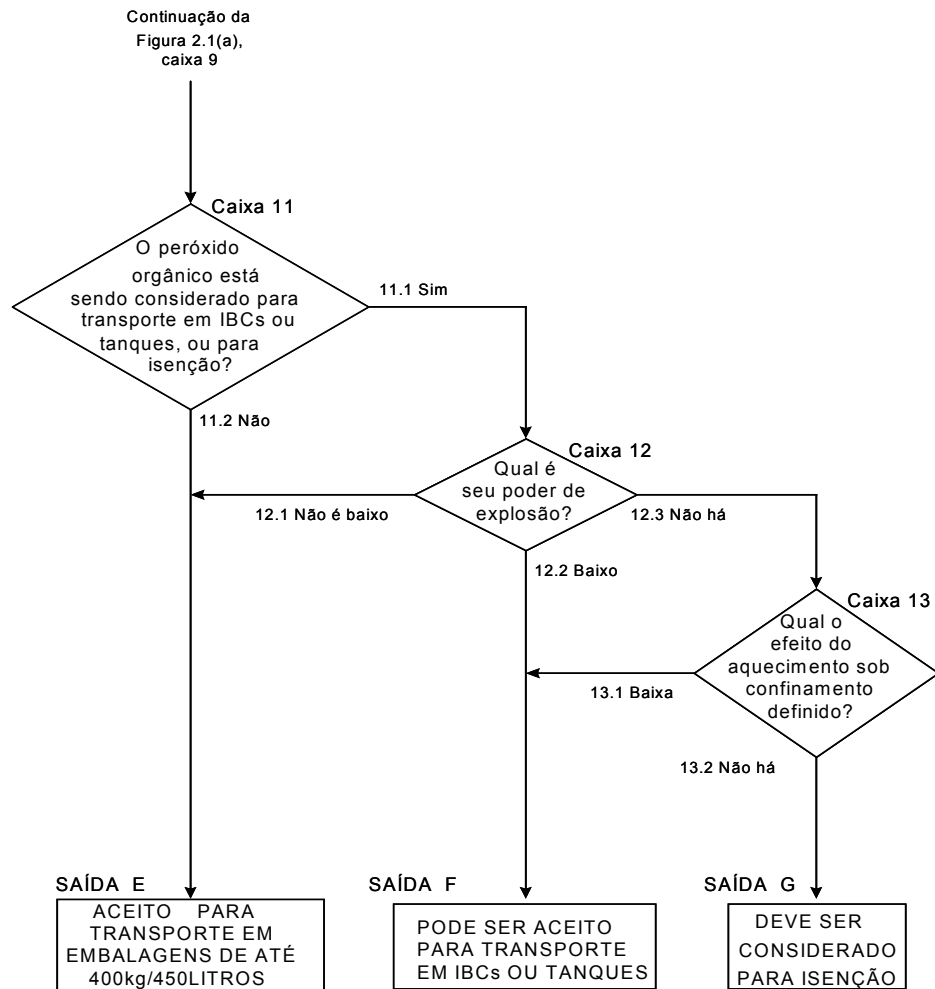 Continuação da
Figura 2.1(a),
caixa 9
Caixa 11
O peróxido
orgânico está
sendo considerado para
transporte em IBCs ou
tanques, ou para
isenção?
11.1 Sim
11.2 Não
Caixa 12
Qual é
seu poder de
explosão?
12.1 Não é baixo
12.3 Não há
12.2 Baixo
Caixa 13
Qual o
efeito do
aquecimento sob
confinamento
definido?
13.1 Baixa
13.2 Não há
SAÍDA E
ACEITO PARA
TRANSPORTE EM
EMBALAGENS DE ATÉ
400kg/450LITROS
SAÍDA F
PODE SER ACEITO
PARA TRANSPORTE
EM IBCs OU TANQUES
SAÍDA G
DEVE SER
CONSIDERADO
PARA ISENÇÃO